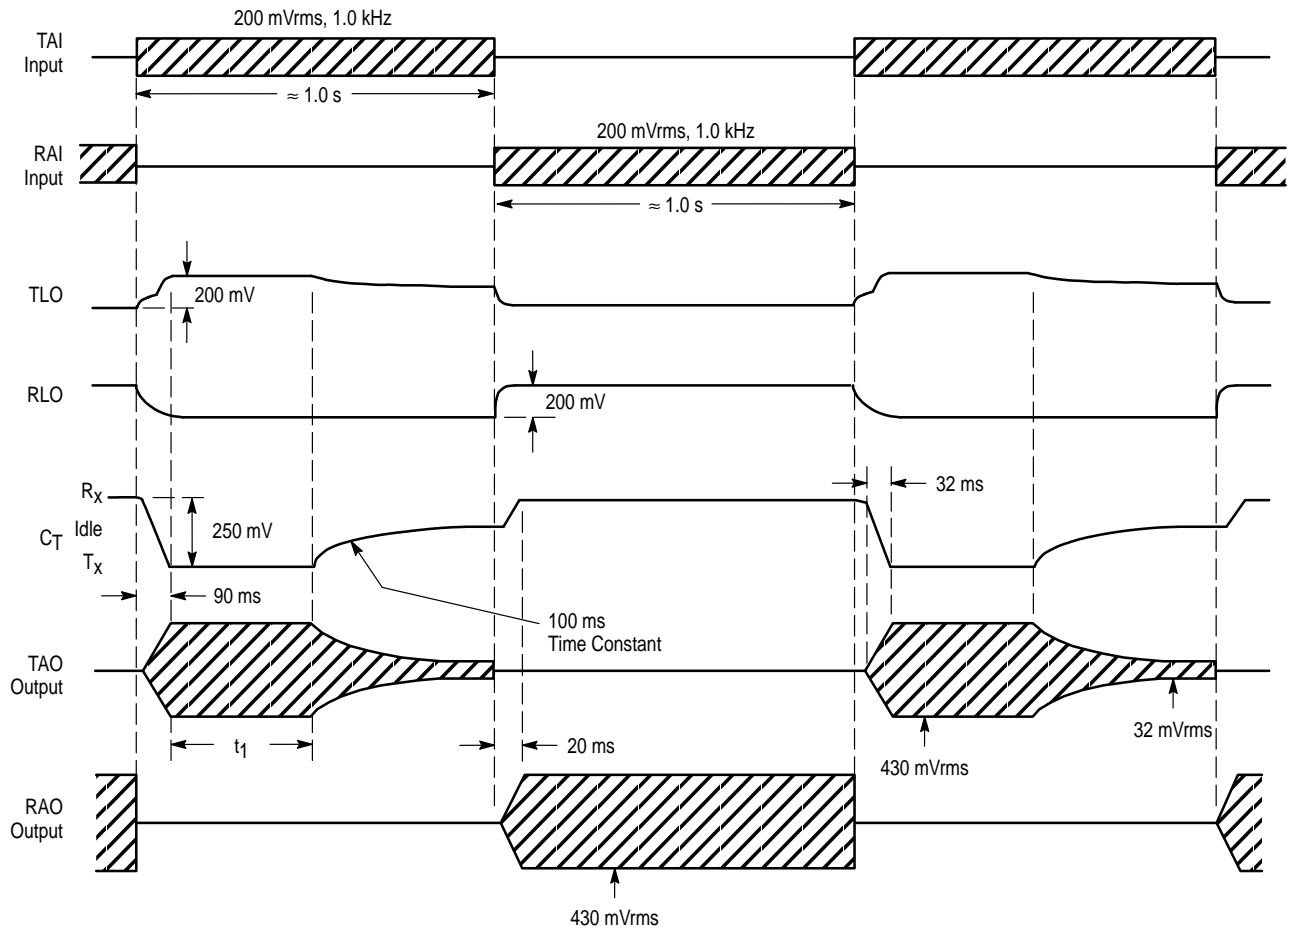 200 mVrms, 1.0 kHz
TAI
Input
≈ 1.0 s
200 mVrms, 1.0 kHz
RAI
Input
≈ 1.0 s
TLO
200 mV
RLO
200 mV
RX
32 ms
Idle
250 mV
CT
TX
90 ms
100 ms
Time Constant
TAO
Output
32 mVrms
t1
20 ms
430 mVrms
RAO
Output
430 mVrms